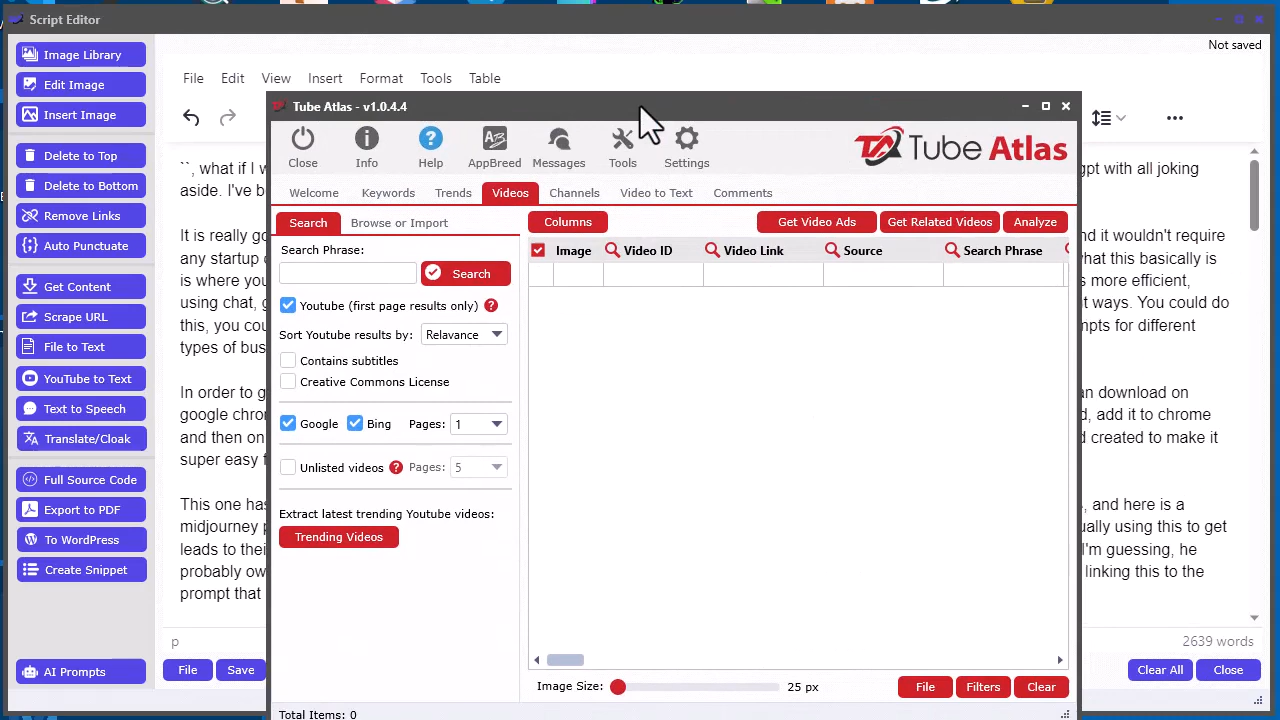 Script Editor
Not saved
Image Library
Edit Image
Insert Image
Delete to Top
Delete to Bottom
Remove Links
Auto Punctuate
Get Content
Scrape URL
File to Text
YouTube to Text
Text to Speech
Translate/Cloak
Full Source Code
Export to PDF
To WordPress
Create Snippet
AI Prompts
File Edit View Insert Format Tools Table
``, what if I w
aside. I've b
It is really go
any startup c
is where you
using chat, g
this, you cou
types of bus
In order to g
google chron
and then on
super easy t
This one has
midjourney p
leads to their
probably ow
prompt that
p
File Save
Tube Atlas - v1.0.4.4
Close Info Help AppBreed Messages Tools Settings
Tube Atlas
Welcome Keywords Trends Videos Channels Video to Text Comments
Search Browse or Import
Search Phrase:
Search
Youtube (first page results only)
Sort Youtube results by: Relavance
Contains subtitles
Creative Commons License
Google Bing Pages: 1
Unlisted videos Pages: 5
Extract latest trending Youtube videos:
Trending Videos
Columns Get Video Ads Get Related Videos Analyze
Image Video ID Video Link Source Search Phrase
Image Size: 25 px
File Filters Clear
Total Items: 0
gpt with all joking
nd it wouldn't require
what this basically is
s more efficient,
nt ways. You could do
mpts for different
an download on
d, add it to chrome
d created to make it
, and here is a
ually using this to get
I'm guessing, he
linking this to the
2639 words
Clear All Close